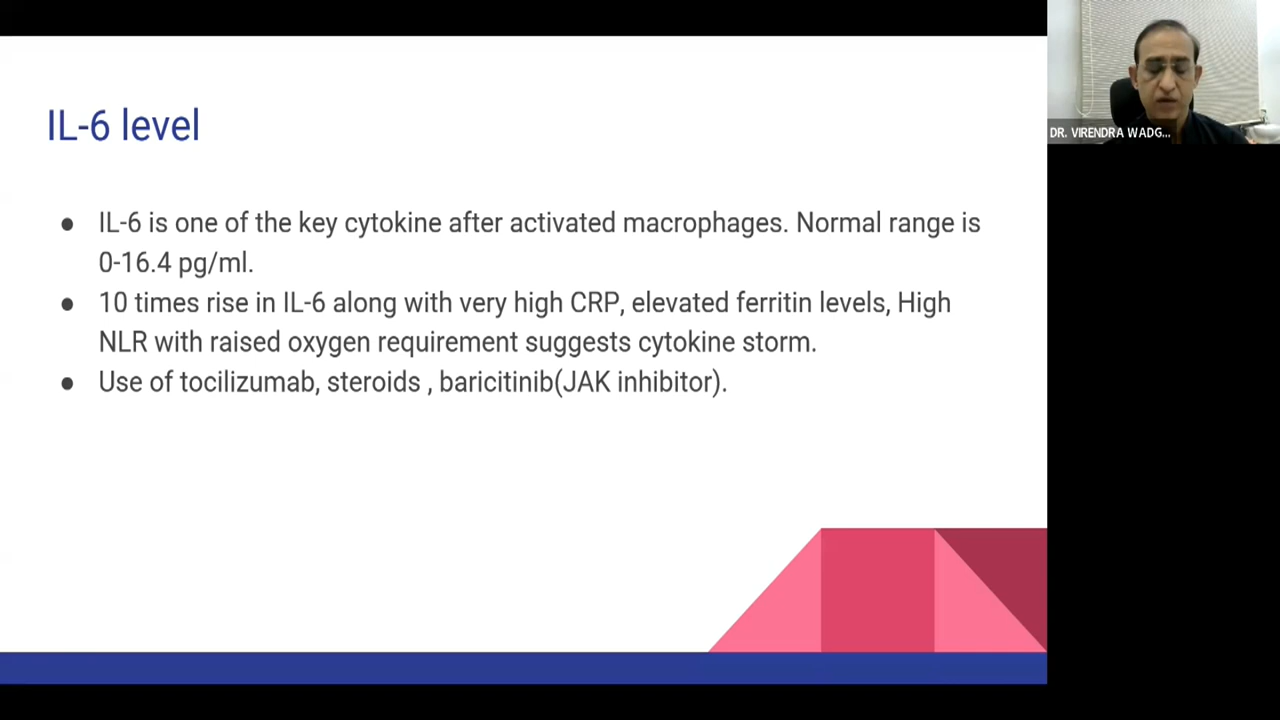 IL-6 level
● IL-6 is one of the key cytokine after activated macrophages. Normal range is
0-16.4 pg/ml.
● 10 times rise in IL-6 along with very high CRP, elevated ferritin levels, High
NLR with raised oxygen requirement suggests cytokine storm.
● Use of tocilizumab, steroids , baricitinib(JAK inhibitor).
DR. VIRENDRA WADG...